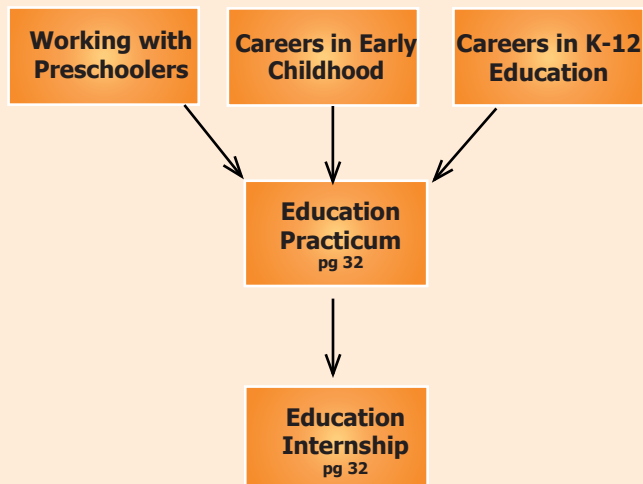 Working with
Preschoolers
Careers in Early
Childhood
Careers in K-12
Education
Education
Practicum
pg 32
Education
Internship
pg 32